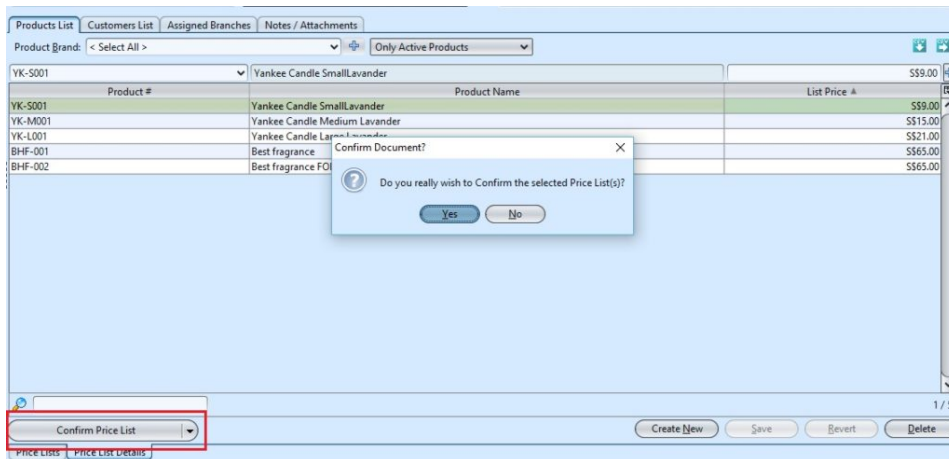 Products List Customers List Assigned Branches Notes / Attachments
Product Brand: < Select All > Only Active Products
YK-S001 Yankee Candle SmallLavander S$9.00
Product # Product Name List Price
YK-S001 Yankee Candle SmallLavander S$9.00
YK-M001 Yankee Candle Medium Lavander S$15.00
YK-L001 Yankee Candle Large Lavander S$21.00
BHF-001 Best fragrance S$65.00
BHF-002 Best fragrance S$65.00
Confirm Document?
Do you really wish to Confirm the selected Price List(s)?
Yes No
1/
Confirm Price List Create New Save Revert Delete
Price Lists Price List Details